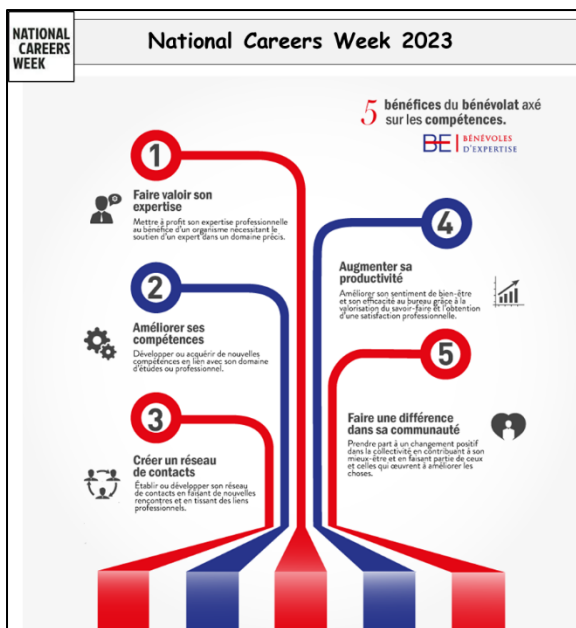 NATIONAL
CAREERS
WEEK
National Careers Week 2023
5 bénéfices du bénévolat axé
sur les compétences.
BE BÉNÉVOLES
D'EXPERTISE
1
Faire valoir son
expertise
Mettre à profit son expertise professionnelle
au bénéfice d'un organisme nécessitant le
soutien d'un expert dans un domaine précis.
2
Améliorer ses
compétences
Développer ou acquérir de nouvelles
compétences en lien avec son domaine
d'études ou professionnel.
3
Créer un réseau
de contacts
Établir ou développer son réseau
de contacts en faisant de nouvelles
rencontres et en tissant des liens
professionnels.
4
Augmenter sa
productivité
Améliorer son sentiment de bien-être
et son efficacité au bureau grâce à la
valorisation du savoir-faire et l'obtention
d'une satisfaction professionnelle.
5
Faire une différence
dans sa communauté
Prendre part à un changement positif
dans la collectivité en contribuant à son
mieux-être et en faisant partie de ceux
et celles qui œuvrent à améliorer les
choses.